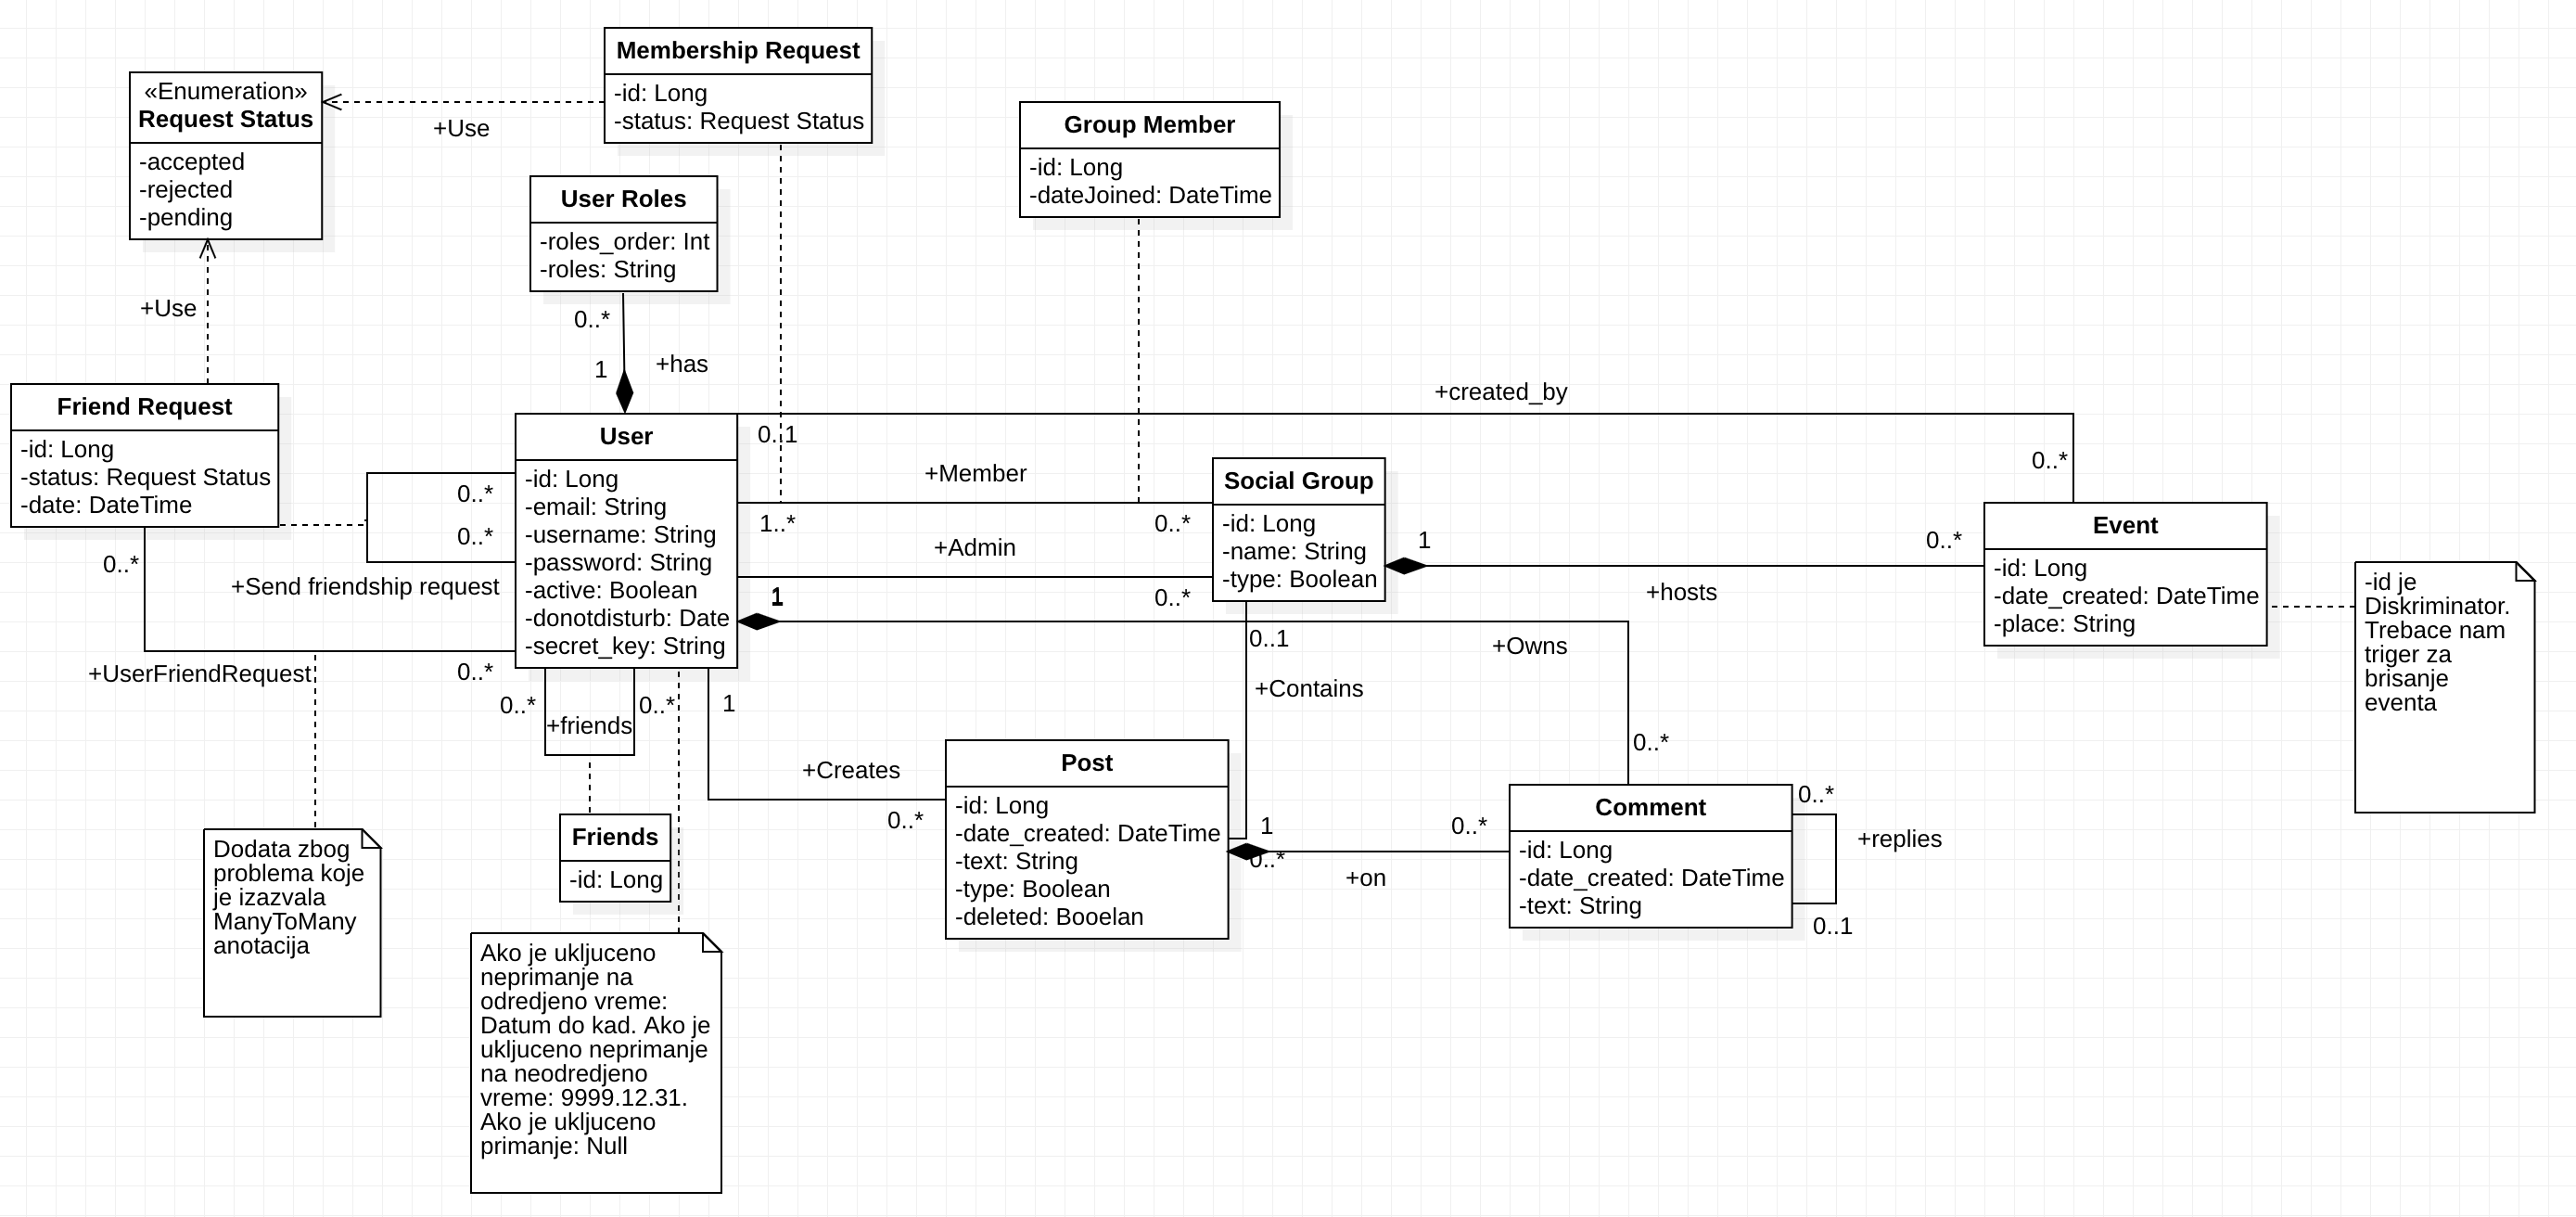 Membership Request
-id: Long
-status: Request Status
«Enumeration»
Request Status
-accepted
-rejected
-pending
+Use
Group Member
-id: Long
-dateJoined: DateTime
User Roles
-roles_order: Int
-roles: String
+Use
0..*
1
+has
Friend Request
-id: Long
-status: Request Status
-date: DateTime
+created_by
0..1
0..*
User
-id: Long
-email: String
-username: String
-password: String
-active: Boolean
-donotdisturb: Date
-secret_key: String
0..*
0..*
+Send friendship request
0..*
+UserFriendRequest
0..*
+Member
1..*
0..*
+Admin
1
0..*
Social Group
-id: Long
-name: String
-type: Boolean
1
0..*
+hosts
Event
-id: Long
-date_created: DateTime
-place: String
-id je
Diskriminator.
Trebace nam
triger za
brisanje
eventa
0..1
+Contains
0..*
+Owns
0..*
0..*
+friends
0..*
1
+Creates
0..*
Post
-id: Long
-date_created: DateTime
-text: String
-type: Boolean
-deleted: Booelan
1
0..*
+on
Comment
-id: Long
-date_created: DateTime
-text: String
0..*
+replies
0..1
Friends
-id: Long
Dodata zbog
problema koje
je izazvala
ManyToMany
anotacija
Ako je ukljuceno
neprimanje na
odredjeno vreme:
Datum do kad. Ako je
ukljuceno neprimanje
na neodredjeno
vreme: 9999.12.31.
Ako je ukljuceno
primanje: Null